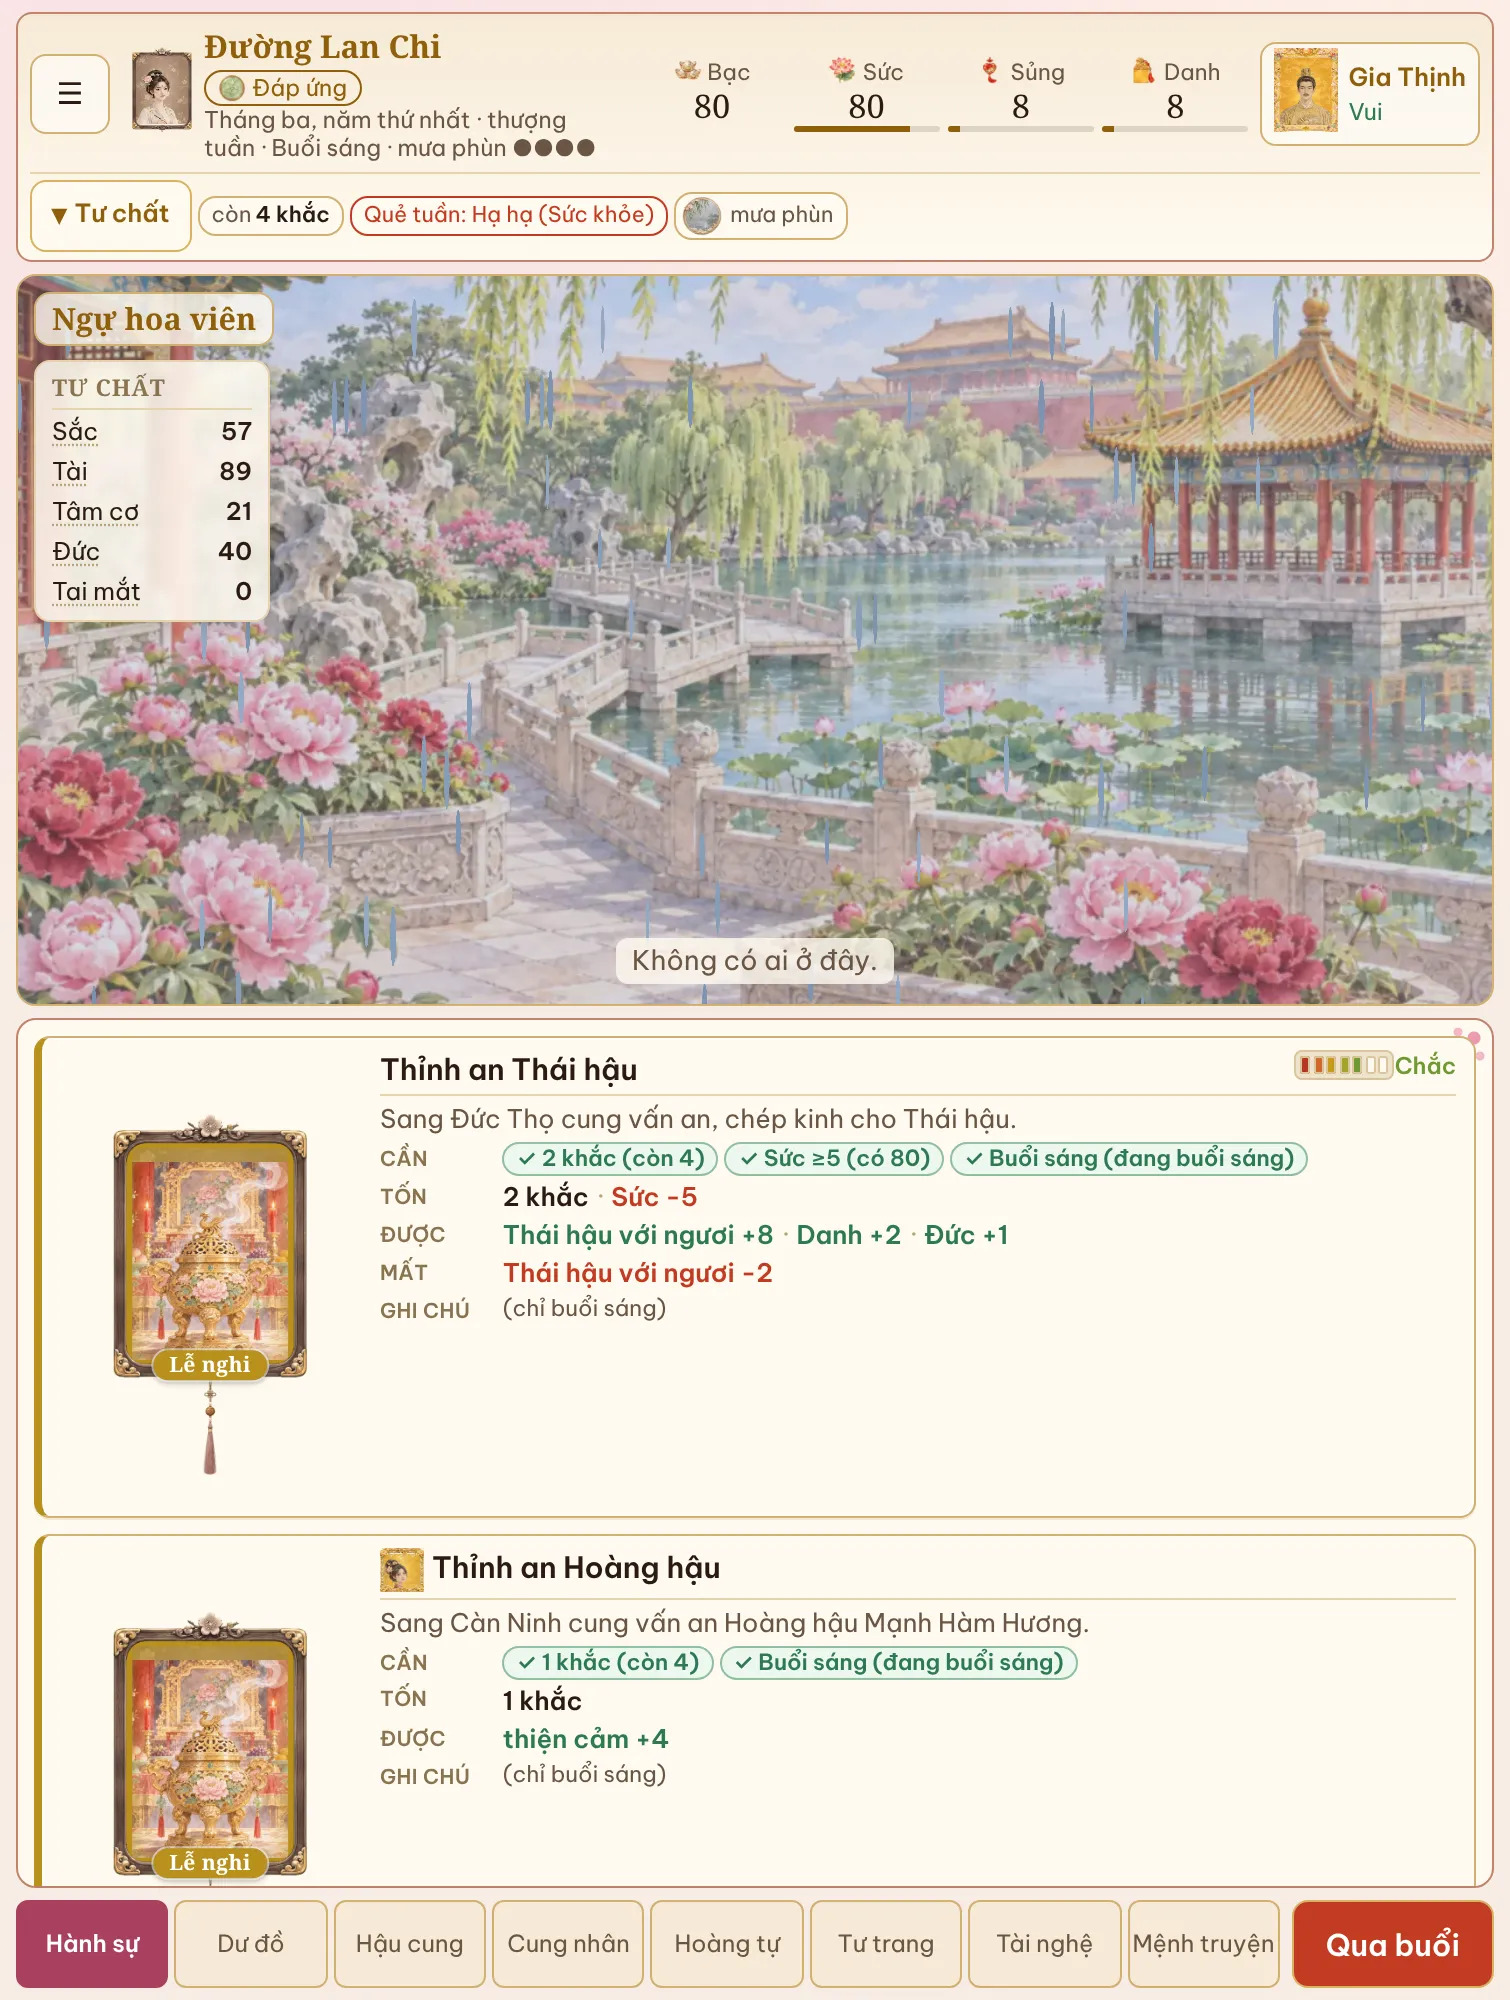 ☰
Đường Lan Chi
Đáp ứng
Tháng ba, năm thứ nhất · thượng
tuần · Buổi sáng · mưa phùn ●●●●
Bạc
80
Sức
80
Sủng
8
Danh
8
Gia Thịnh
Vui
▼ Tư chất
còn 4 khắc
Quẻ tuần: Hạ hạ (Sức khỏe)
mưa phùn
Ngự hoa viên
TƯ CHẤT
Sắc 57
Tài 89
Tâm cơ 21
Đức 40
Tai mắt 0
Không có ai ở đây.
Thỉnh an Thái hậu
Chắc
Sang Đức Thọ cung vấn an, chép kinh cho Thái hậu.
CẦN ✓ 2 khắc (còn 4) ✓ Sức ≥5 (có 80) ✓ Buổi sáng (đang buổi sáng)
TỐN 2 khắc · Sức -5
ĐƯỢC Thái hậu với ngươi +8 · Danh +2 · Đức +1
MẤT Thái hậu với ngươi -2
GHI CHÚ (chỉ buổi sáng)
Lễ nghi
Thỉnh an Hoàng hậu
Sang Càn Ninh cung vấn an Hoàng hậu Mạnh Hàm Hương.
CẦN ✓ 1 khắc (còn 4) ✓ Buổi sáng (đang buổi sáng)
TỐN 1 khắc
ĐƯỢC thiện cảm +4
GHI CHÚ (chỉ buổi sáng)
Lễ nghi
Hành sự
Dư đồ
Hậu cung
Cung nhân
Hoàng tự
Tư trang
Tài nghệ
Mệnh truyện
Qua buổi